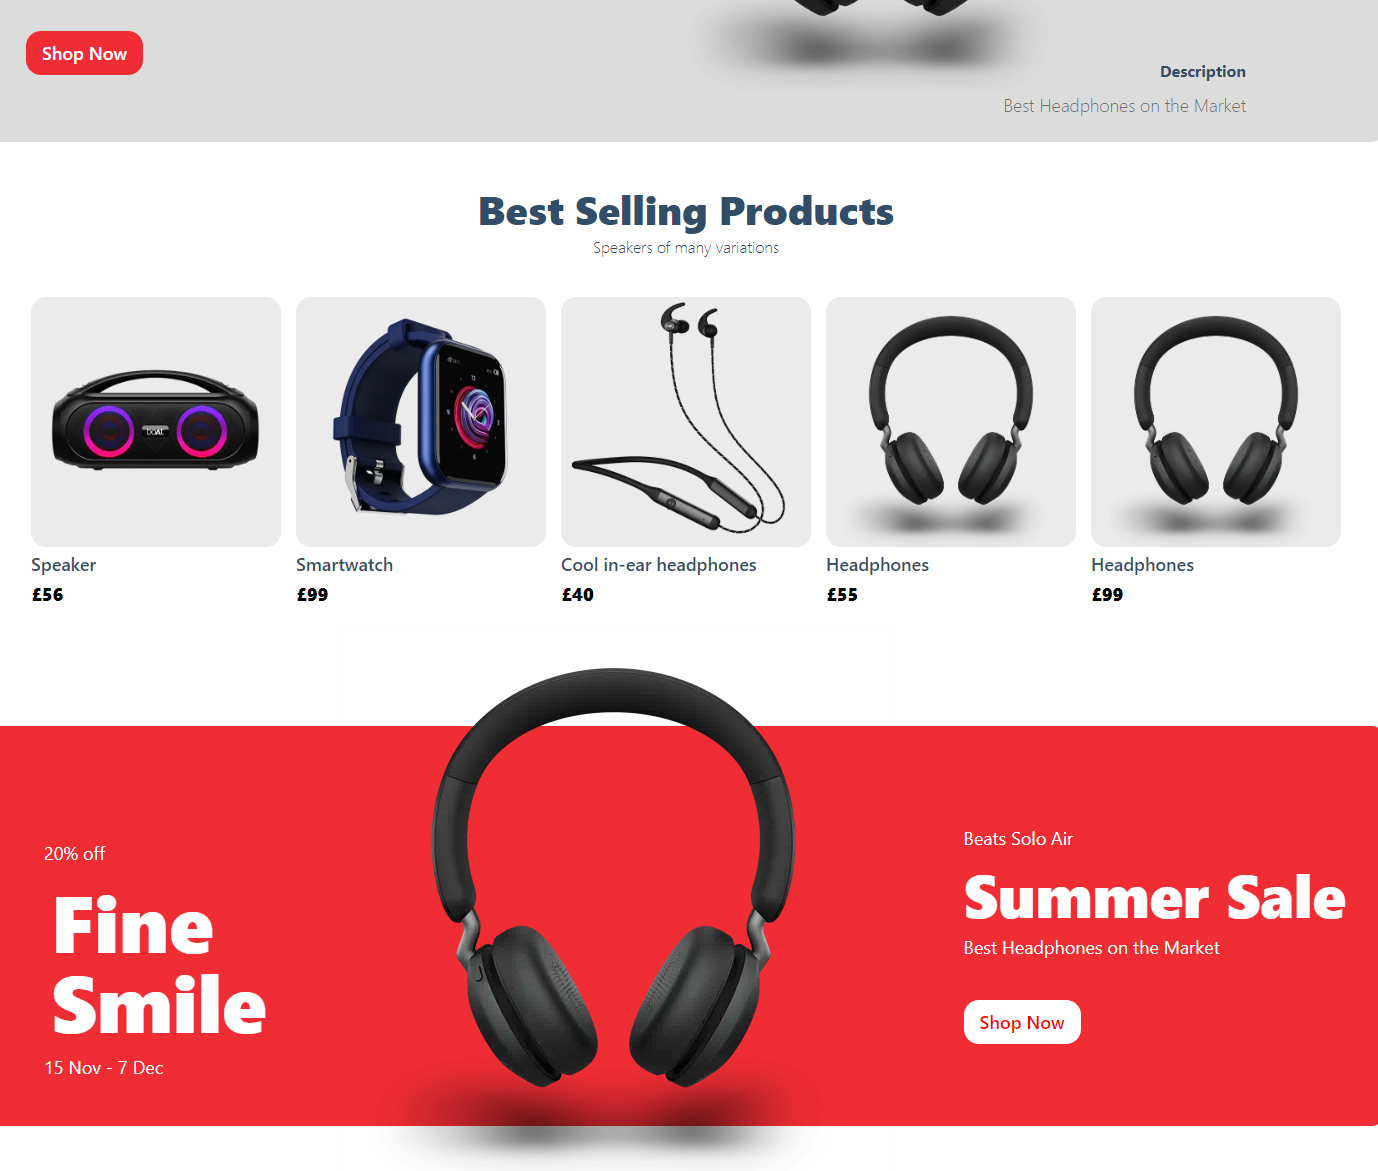 Shop Now
Description
Best Headphones on the Market
Best Selling Products
Speakers of many variations
Speaker
£56
Smartwatch
£99
Cool in-ear headphones
£40
Headphones
£55
Headphones
£99
20% off
Fine
Smile
15 Nov - 7 Dec
Beats Solo Air
Summer Sale
Best Headphones on the Market
Shop Now